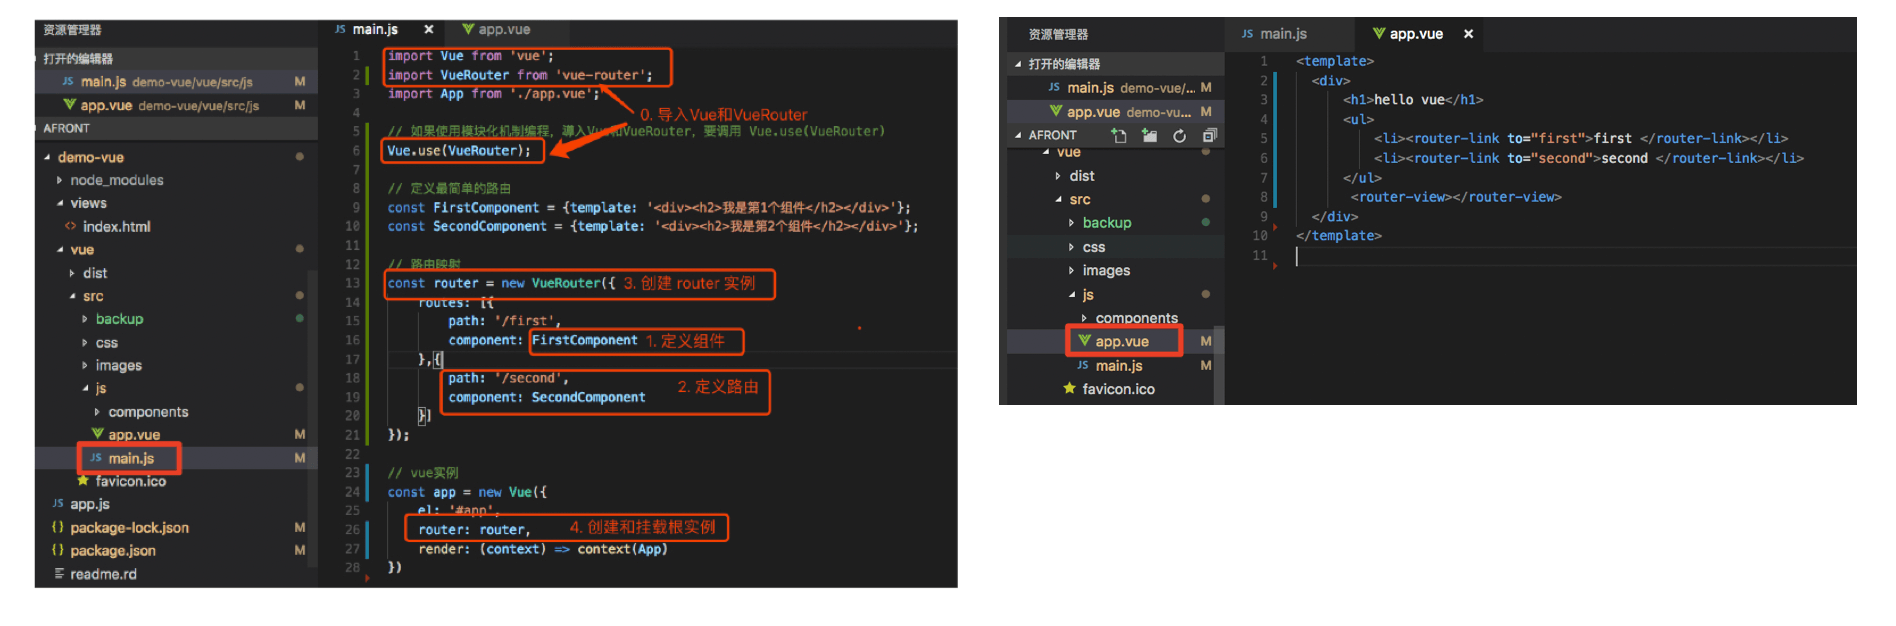 资源管理器
打开的编辑器
JS main.js demo-vue/vue/src/js M
app.vue demo-vue/vue/src/js M
AFRONT
demo-vue
node_modules
views
<> index.html
vue
dist
src
backup
css
images
js
components
app.vue M
JS main.js M
favicon.ico
JS app.js
{} package-lock.json M
{} package.json M
readme.rd
JS main.js ×
app.vue
1 import Vue from 'vue';
2 import VueRouter from 'vue-router';
3 import App from './app.vue';
0. 导入Vue和VueRouter
4
5 // 如果使用模块化机制编程，導入Vue和VueRouter，要调用 Vue.use(VueRouter)
6 Vue.use(VueRouter);
7
8 // 定义最简单的路由
9 const FirstComponent = {template: '<div><h2>我是第1个组件</h2></div>'};
10 const SecondComponent = {template: '<div><h2>我是第2个组件</h2></div>'};
11
12 // 路由映射
13 const router = new VueRouter({ 3. 创建 router 实例
14 routes: [{
15 path: '/first',
16 component: FirstComponent 1. 定义组件
17 },{
18 path: '/second', 2. 定义路由
19 component: SecondComponent
20 }]
21 });
22
23 // vue实例
24 const app = new Vue({
25 el: '#app',
26 router: router, 4. 创建和挂载根实例
27 render: (context) => context(App)
28 })
资源管理器
打开的编辑器
JS main.js demo-vue/... M
app.vue demo-vu... M
AFRONT
vue
dist
src
backup
css
images
js
components
app.vue M
JS main.js M
favicon.ico
JS main.js
app.vue ×
1 <template>
2 <div>
3 <h1>hello vue</h1>
4 <ul>
5 <li><router-link to="first">first </router-link></li>
6 <li><router-link to="second">second </router-link></li>
7 </ul>
8 <router-view></router-view>
9 </div>
10 </template>
11